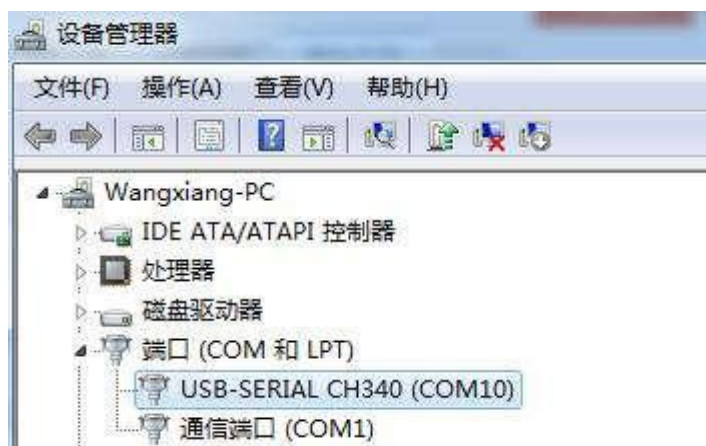 设备管理器
文件(F) 操作(A) 查看(V) 帮助(H)
Wangxiang-PC
IDE ATA/ATAPI 控制器
处理器
磁盘驱动器
端口 (COM 和 LPT)
USB-SERIAL CH340 (COM10)
通信端口 (COM1)